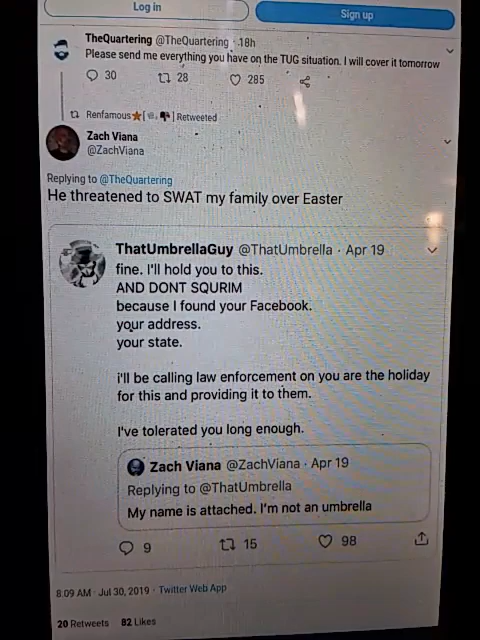 Log in
Sign up
TheQuartering @TheQuartering · 18h
Please send me everything you have on the TUG situation. I will cover it tomorrow
30 28 285
Renfamous Retweeted
Zach Viana
@ZachViana
Replying to @TheQuartering
He threatened to SWAT my family over Easter
ThatUmbrellaGuy @ThatUmbrella · Apr 19
fine. I'll hold you to this.
AND DONT SQURIM
because I found your Facebook.
your address.
your state.
i'll be calling law enforcement on you are the holiday
for this and providing it to them.
I've tolerated you long enough.
Zach Viana @ZachViana · Apr 19
Replying to @ThatUmbrella
My name is attached. I'm not an umbrella
9 15 98
8:09 AM · Jul 30, 2019 · Twitter Web App
20 Retweets 82 Likes